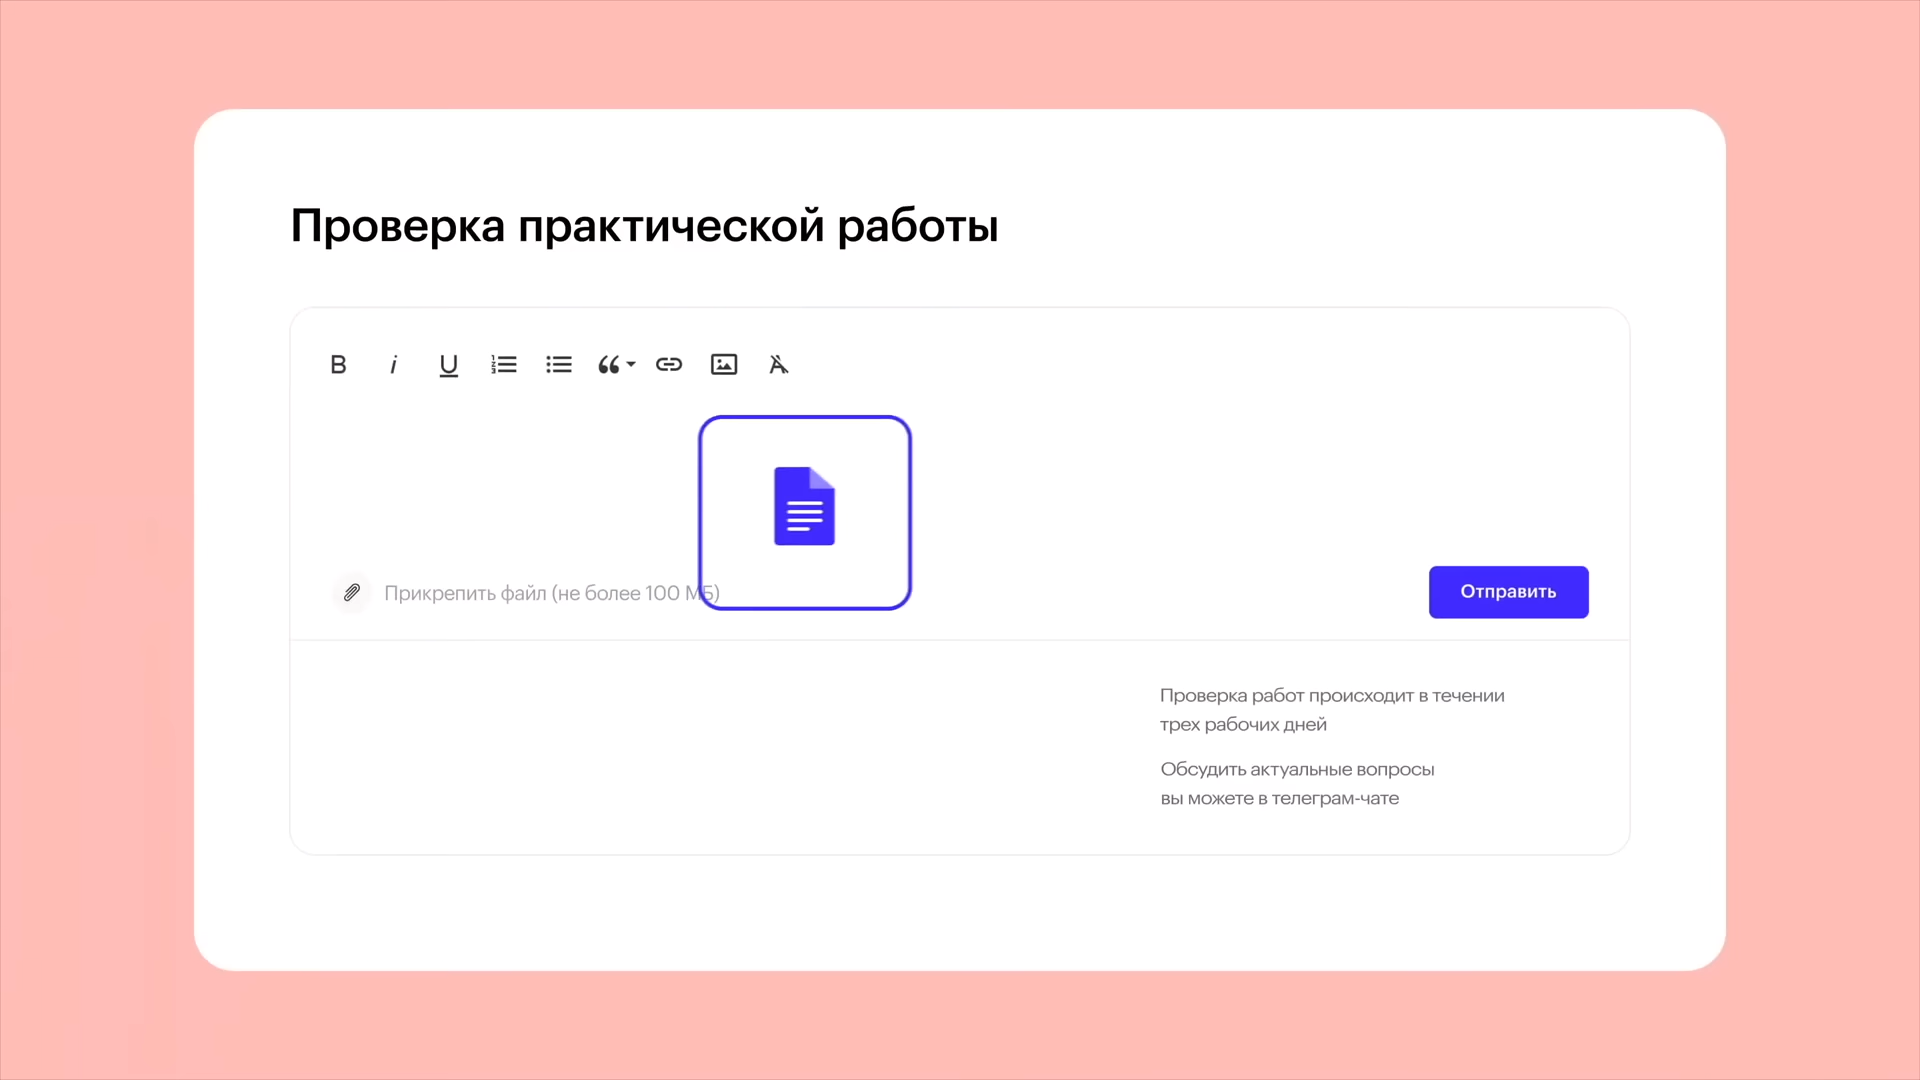 Проверка практической работы
Прикрепить файл (не более 100 МБ)
Отправить
Проверка работ происходит в течении
трех рабочих дней
Обсудить актуальные вопросы
вы можете в телеграм-чате